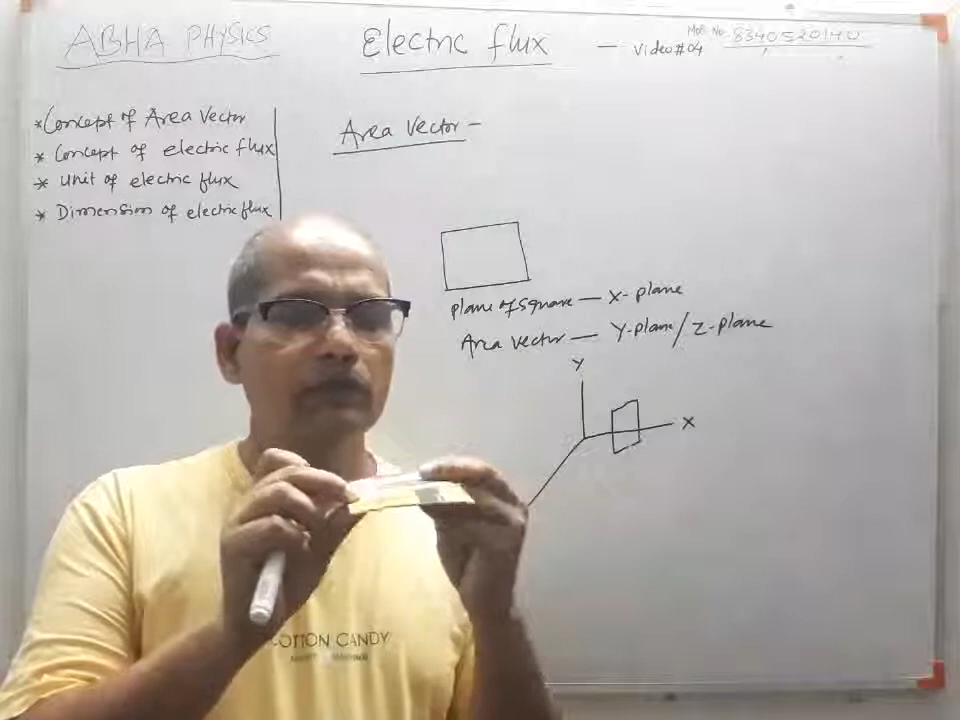 ABHA PHYSICS
Electric flux — Video#04
Mob No 8340520140
*Concept of Area Vector
* Concept of electric flux
* Unit of electric flux
* Dimension of electric flux
Area Vector -
plane of square — X-plane
Area Vector — Y-plane/Z-plane
Y
X
COTTON CANDY